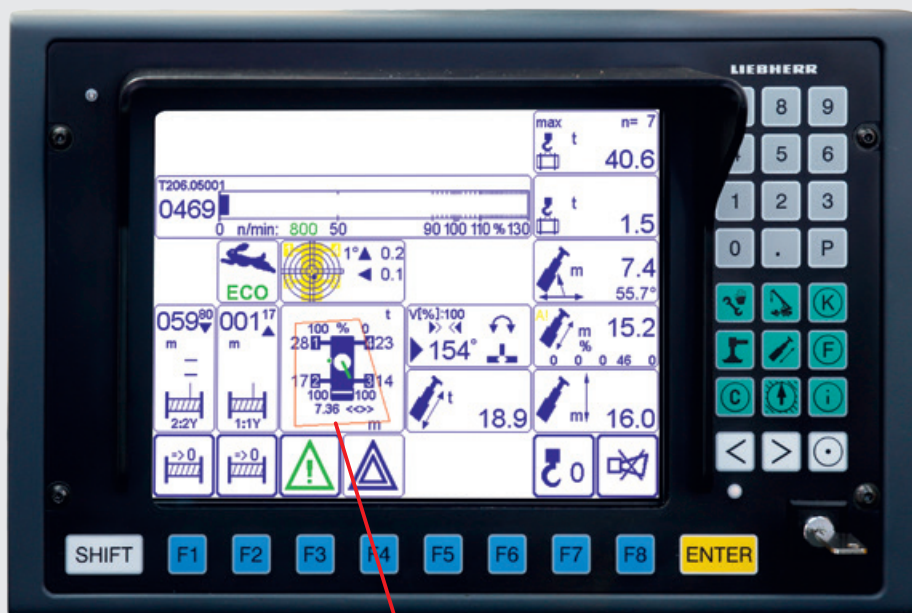 LIEBHERR
max n= 7
t
40.6
T206.05001
0469
0 n/min: 800 50 90 100 110 % 130
t
1.5
ECO
1° 0.2
0.1
m 7.4
55.7°
059 80
m
2:2Y
001 17
m
1:1Y
100 % 0 t
28 1 4 23
17 2 3 14
100 100
7.36 <<>>
m
V[%]:100
154°
t
18.9
AI
m 15.2
%
0 0 0 46 0
m 16.0
=>0
=>0
!
0
8 9
5 6
1 2 3
0 . P
K
F
C i
< >
SHIFT F1 F2 F3 F4 F5 F6 F7 F8 ENTER